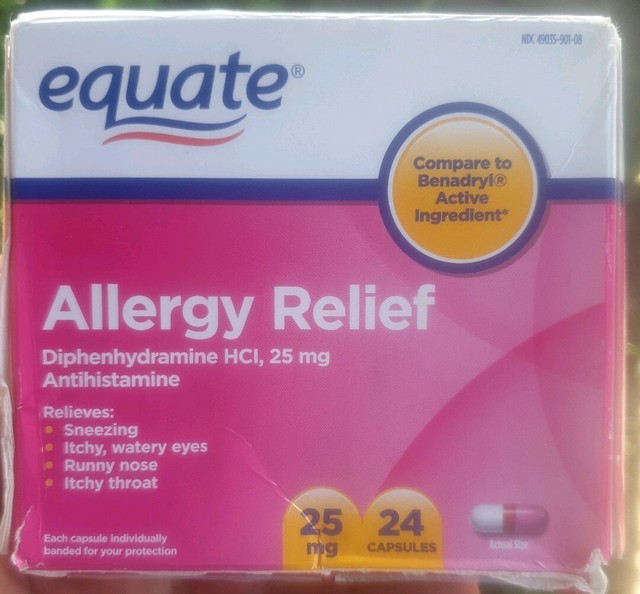 NDC 49035-901-08
equate®
Compare to
Benadryl®
Active
Ingredient*
Allergy Relief
Diphenhydramine HCl, 25 mg
Antihistamine
Relieves:
• Sneezing
• Itchy, watery eyes
• Runny nose
• Itchy throat
Each capsule individually
banded for your protection
25
mg
24
CAPSULES
Actual Size